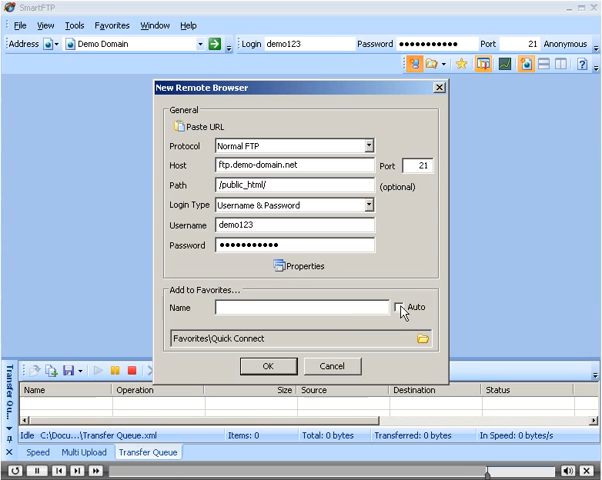 SmartFTP
File View Tools Favorites Window Help
Address Demo Domain Login demo123 Password ●●●●●●●●●●● Port 21 Anonymous
New Remote Browser
General
Paste URL
Protocol Normal FTP
Host ftp.demo-domain.net Port 21
Path /public_html/ (optional)
Login Type Username & Password
Username demo123
Password ●●●●●●●●●●●
Properties
Add to Favorites...
Name Auto
Favorites\Quick Connect
OK Cancel
Transfer Qu...
Name Operation Size Source Destination Status
Idle C:\Docu...\Transfer Queue.xml Items: 0 Total: 0 bytes Transferred: 0 bytes In Speed: 0 bytes/s
Speed Multi Upload Transfer Queue